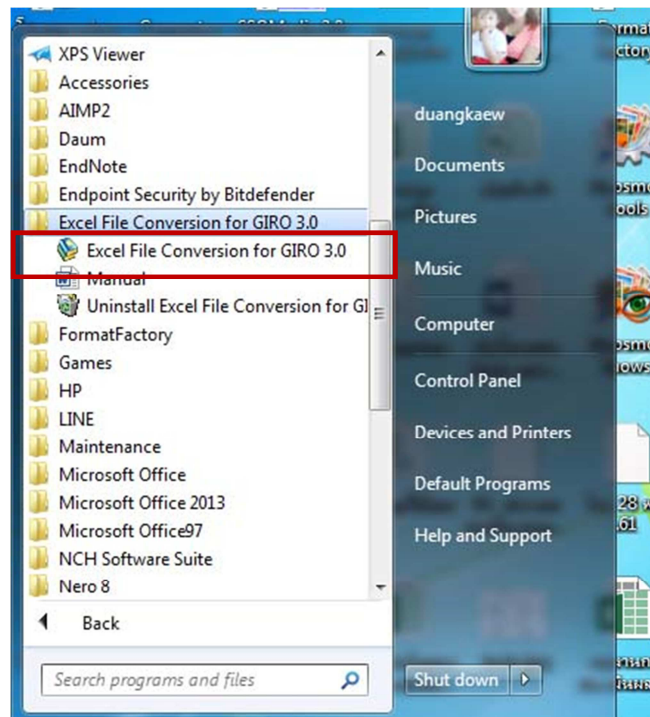 XPS Viewer
Accessories
AIMP2
Daum
EndNote
Endpoint Security by Bitdefender
Excel File Conversion for GIRO 3.0
Excel File Conversion for GIRO 3.0
Manual
Uninstall Excel File Conversion for GI
FormatFactory
Games
HP
LINE
Maintenance
Microsoft Office
Microsoft Office 2013
Microsoft Office97
NCH Software Suite
Nero 8
Back
Search programs and files
duangkaew
Documents
Pictures
Music
Computer
Control Panel
Devices and Printers
Default Programs
Help and Support
Shut down